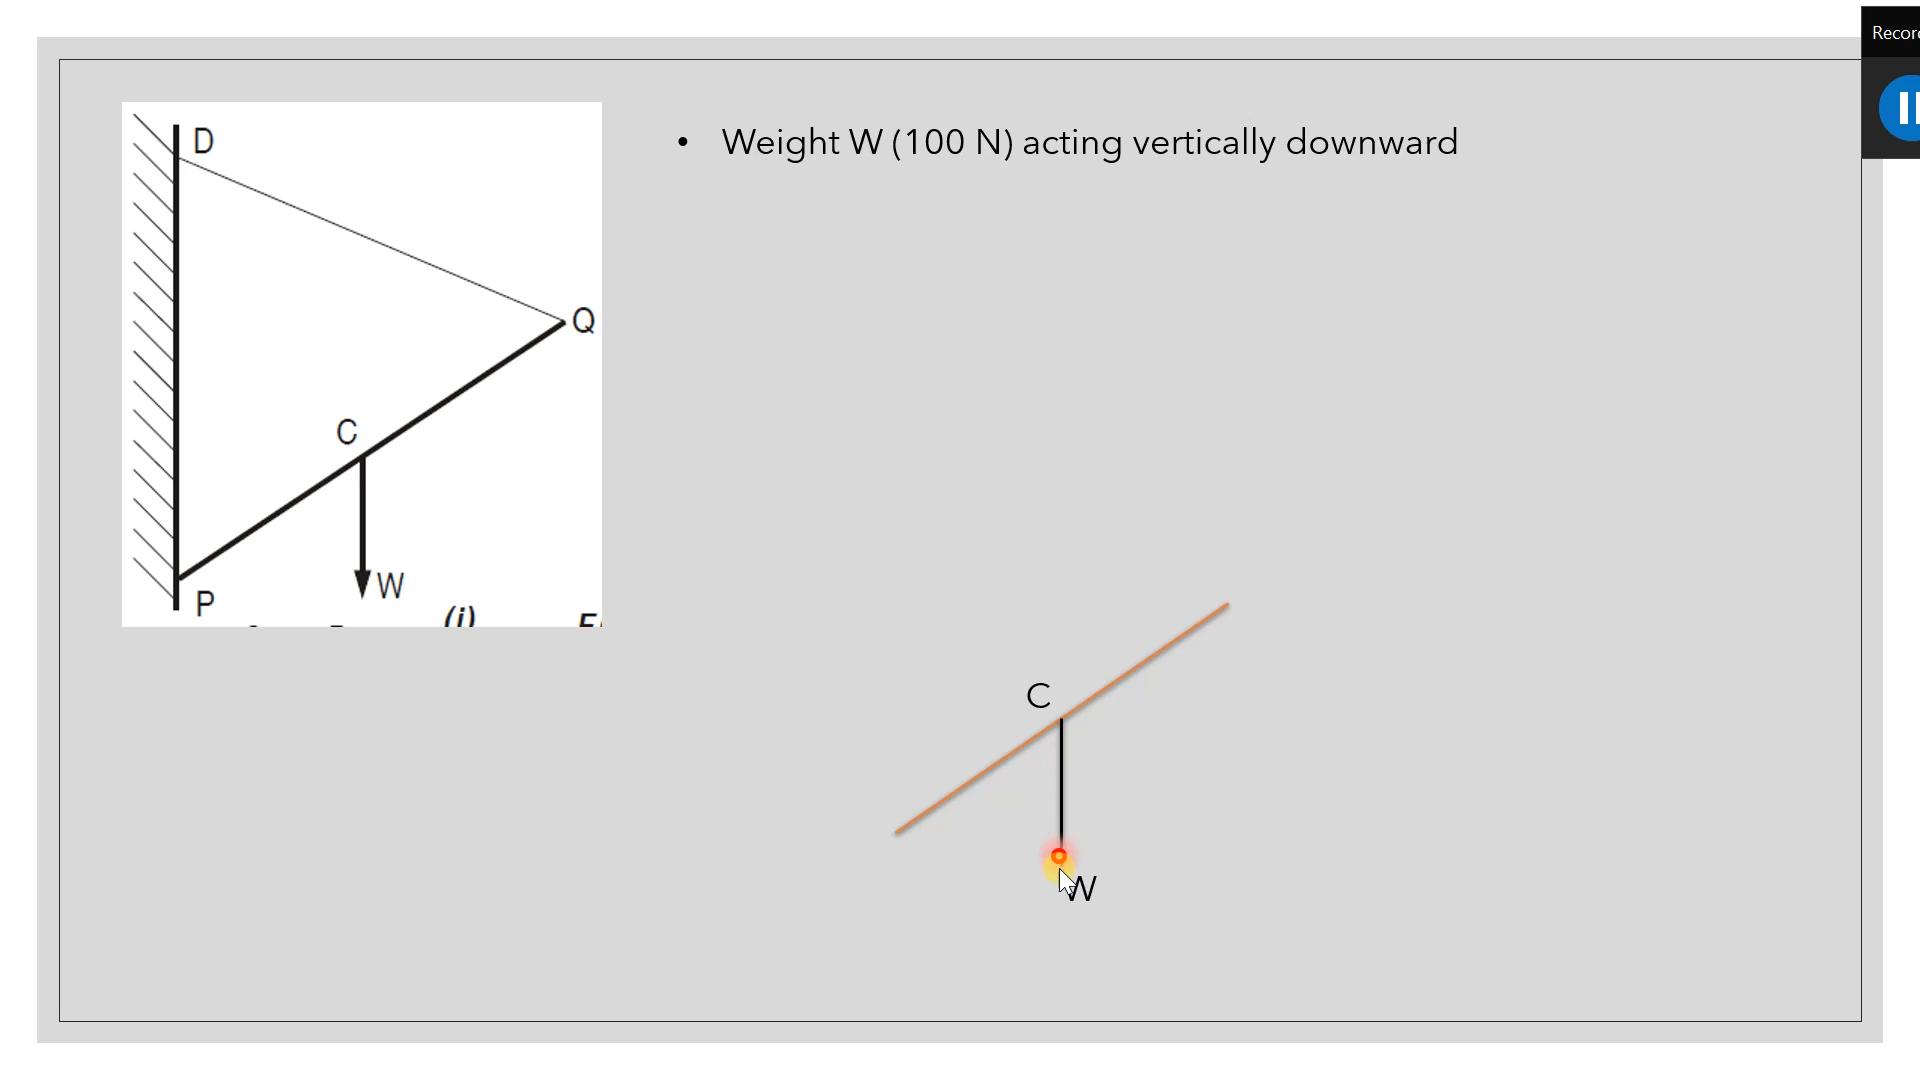 Recor
D
• Weight W (100 N) acting vertically downward
Q
C
W
P
(i)
C
W